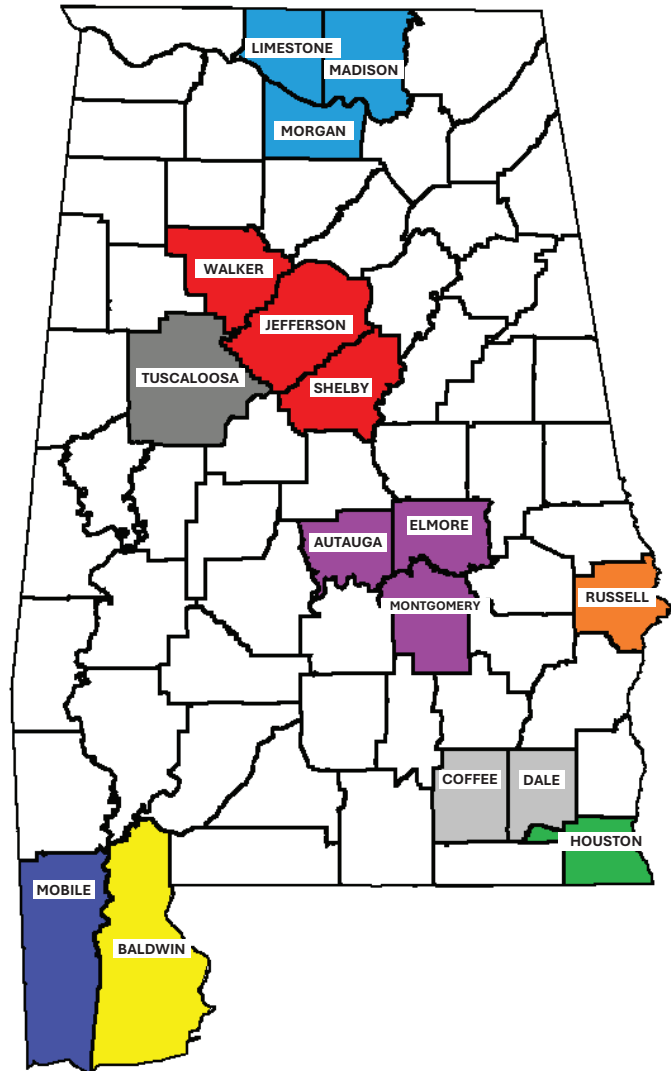 LIMESTONE
MADISON
MORGAN
WALKER
JEFFERSON
TUSCALOOSA
SHELBY
ELMORE
AUTAUGA
RUSSELL
MONTGOMERY
COFFEE
DALE
HOUSTON
MOBILE
BALDWIN